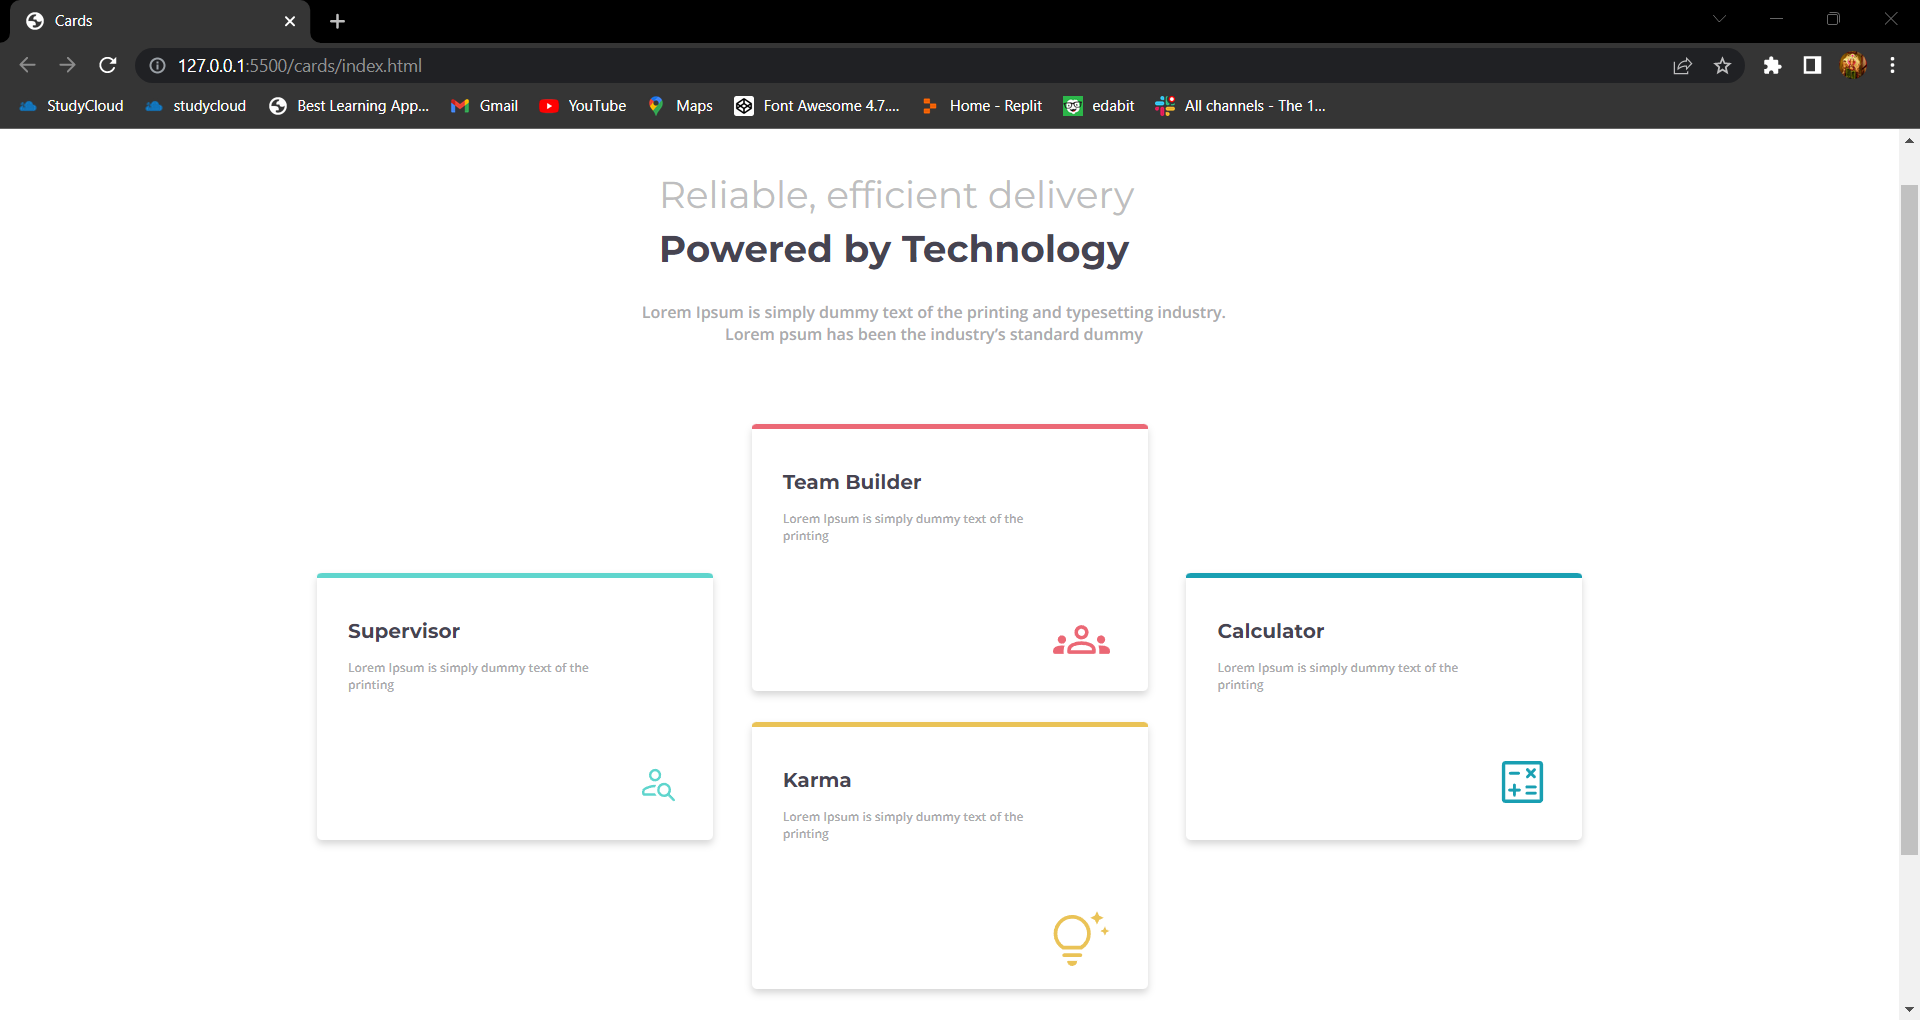 Cards
127.0.0.1:5500/cards/index.html
StudyCloud studycloud Best Learning App... Gmail YouTube Maps Font Awesome 4.7.... Home - Replit edabit All channels - The 1...
Reliable, efficient delivery
Powered by Technology
Lorem Ipsum is simply dummy text of the printing and typesetting industry.
Lorem psum has been the industry’s standard dummy
Team Builder
Lorem Ipsum is simply dummy text of the
printing
Supervisor
Lorem Ipsum is simply dummy text of the
printing
Calculator
Lorem Ipsum is simply dummy text of the
printing
Karma
Lorem Ipsum is simply dummy text of the
printing